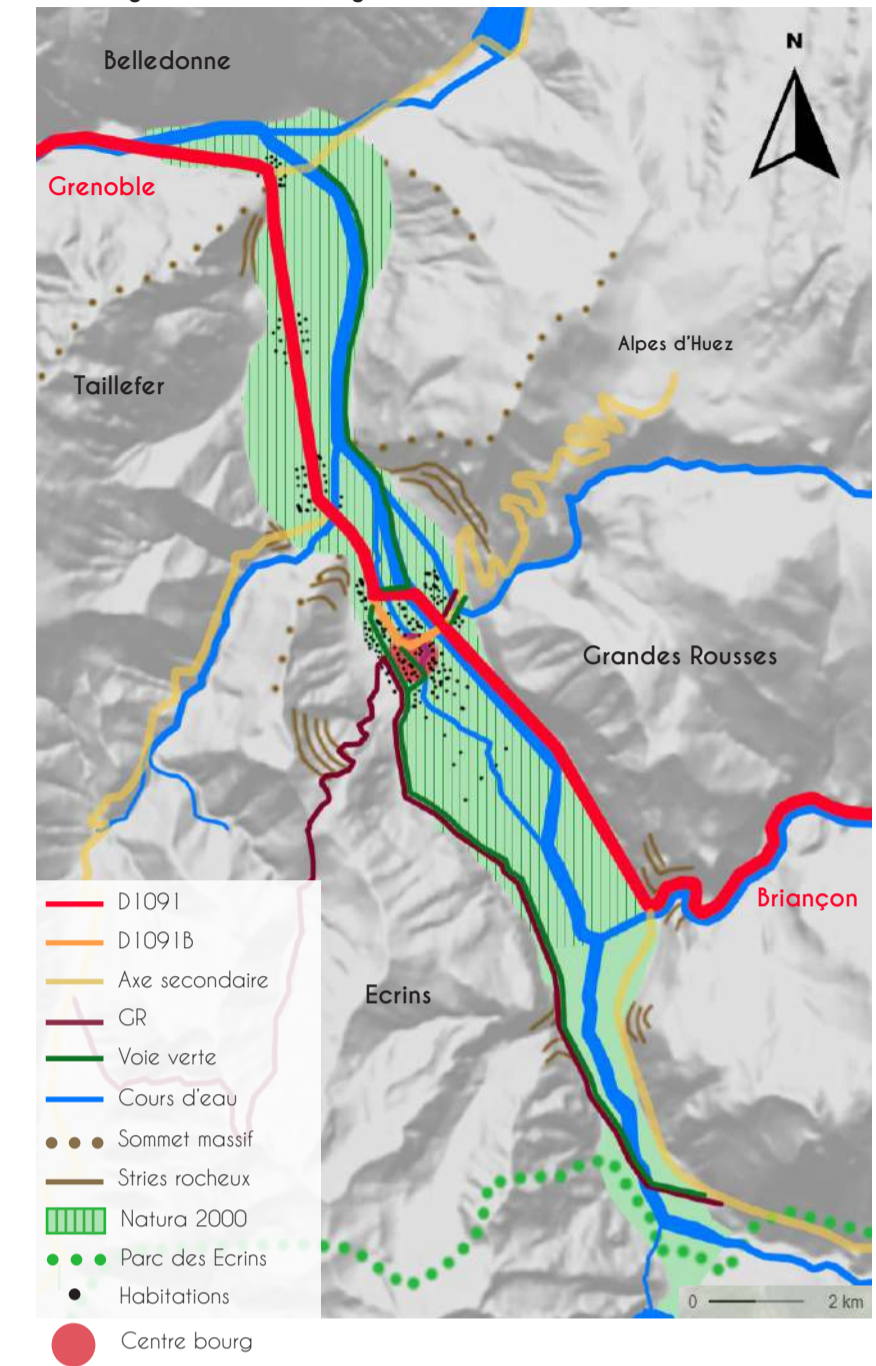 Belledonne
N
Grenoble
Alpes d'Huez
Taillefer
Grandes Rousses
Briançon
Ecrins
D1091
D1091B
Axe secondaire
GR
Voie verte
Cours d'eau
Sommet massif
Stries rocheux
Natura 2000
Parc des Ecrins
Habitations
Centre bourg
0 2 km